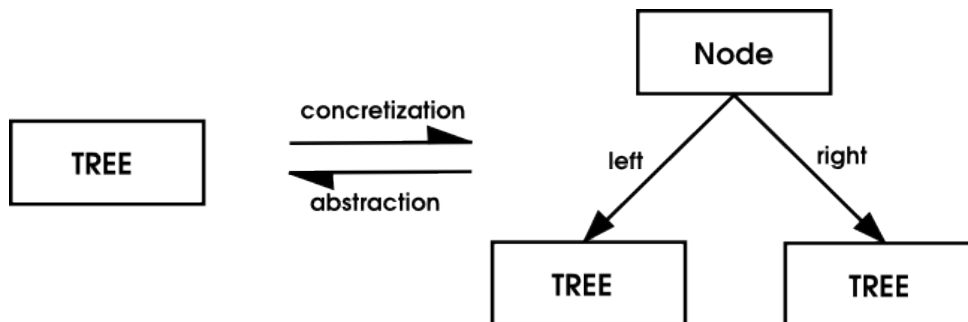 Node
concretization
TREE
left
right
abstraction
TREE
TREE